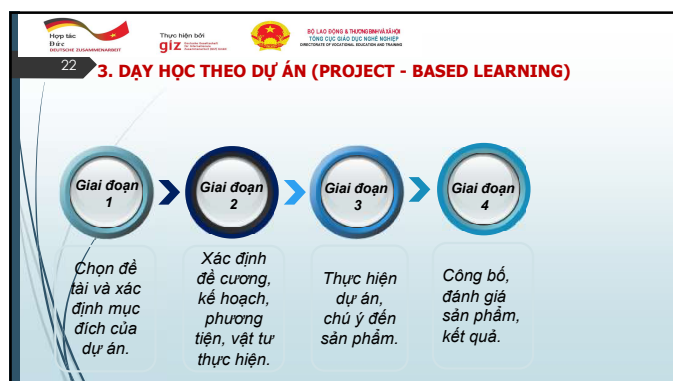 Hợp tác
Đức
DEUTSCHE ZUSAMMENARBEIT
Thực hiện bởi
giz
BỘ LAO ĐỘNG & THƯƠNG BINH VÀ XÃ HỘI
TỔNG CỤC GIÁO DỤC NGHỀ NGHIỆP
DIRECTORATE OF VOCATIONAL EDUCATION AND TRAINING
22
3. DẠY HỌC THEO DỰ ÁN (PROJECT - BASED LEARNING)
Giai đoạn
1
Giai đoạn
2
Giai đoạn
3
Giai đoạn
4
Chọn đề
tài và xác
định mục
đích của
dự án.
Xác định
đề cương,
kế hoạch,
phương
tiện, vật tư
thực hiện.
Thực hiện
dự án,
chú ý đến
sản phẩm.
Công bố,
đánh giá
sản phẩm,
kết quả.